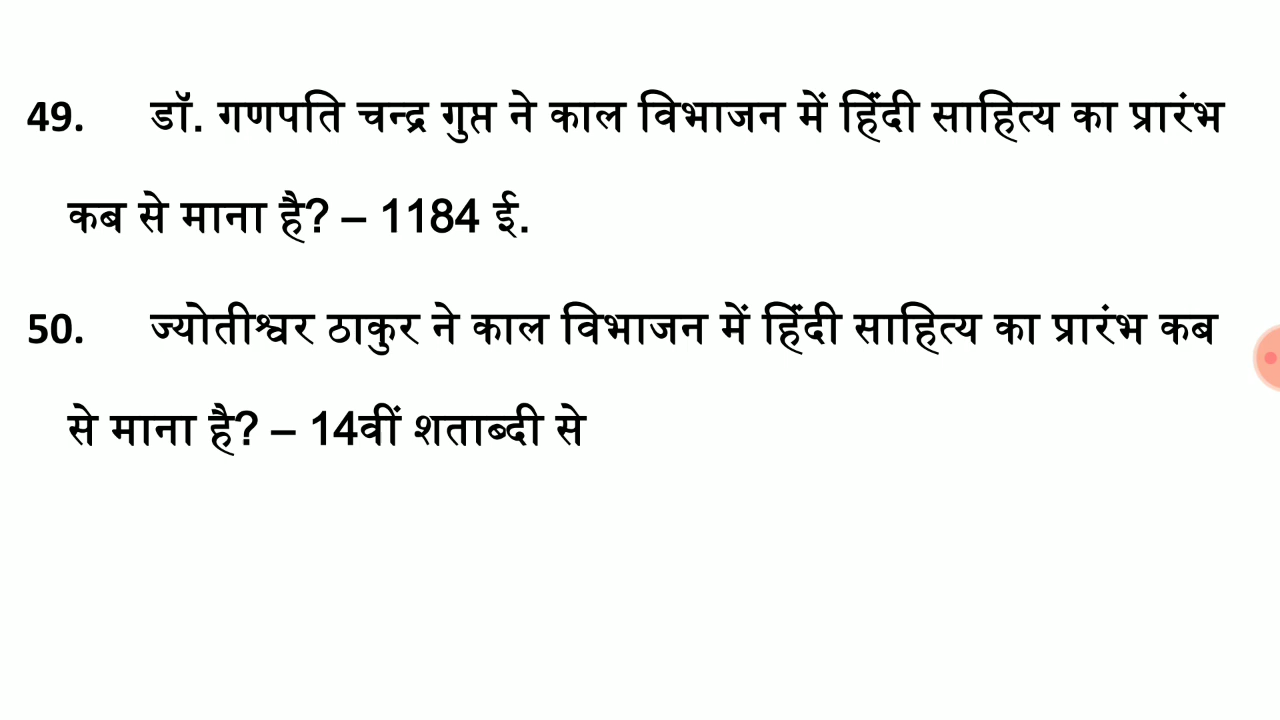 49. डॉ. गणपति चन्द्र गुप्त ने काल विभाजन में हिंदी साहित्य का प्रारंभ
कब से माना है? – 1184 ई.
50. ज्योतीश्वर ठाकुर ने काल विभाजन में हिंदी साहित्य का प्रारंभ कब
से माना है? – 14वीं शताब्दी से